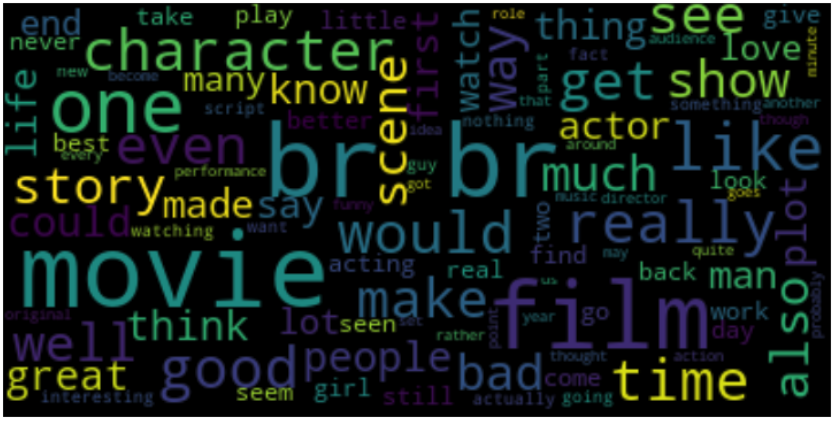 end take play little first watch role thing see give
never character way audience love minute
new become many know scene fact part get show
life one script better that something another
best even br br idea nothing actor like though
every performance guy around much look
story made say got funny music director goes plot
could watching want would two really
movie acting find may quite
real us back man also probably
original think make film go work
lot seen set point year day
well good people rather thought action
great seem girl bad come time
interesting still actually going